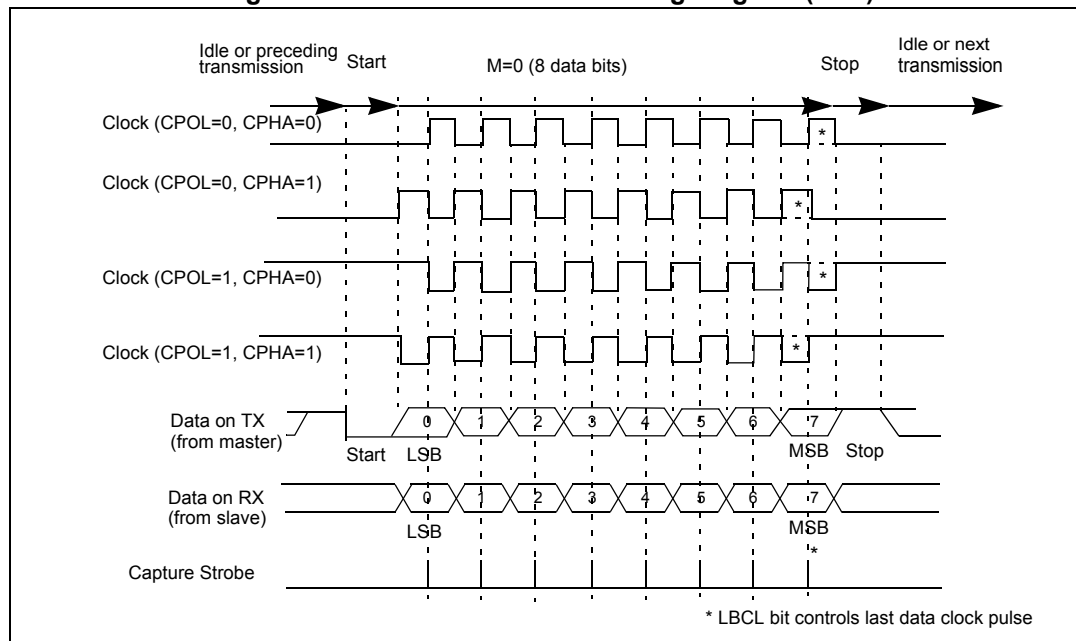 Idle or preceding transmission
Start
M=0 (8 data bits)
Stop
Idle or next transmission
Clock (CPOL=0, CPHA=0)
*
Clock (CPOL=0, CPHA=1)
*
Clock (CPOL=1, CPHA=0)
*
Clock (CPOL=1, CPHA=1)
*
Data on TX
(from master)
0 1 2 3 4 5 6 7
Start LSB MSB Stop
Data on RX
(from slave)
0 1 2 3 4 5 6 7
LSB MSB
*
Capture Strobe
* LBCL bit controls last data clock pulse